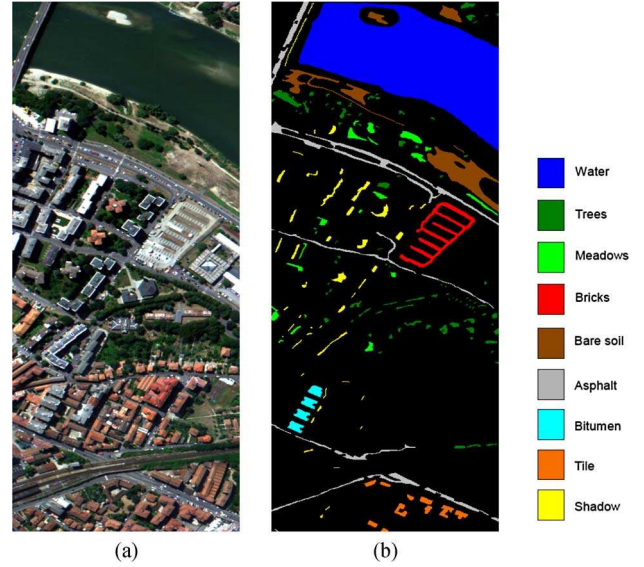 Water
Trees
Meadows
Bricks
Bare soil
Asphalt
Bitumen
Tile
Shadow
(a)
(b)